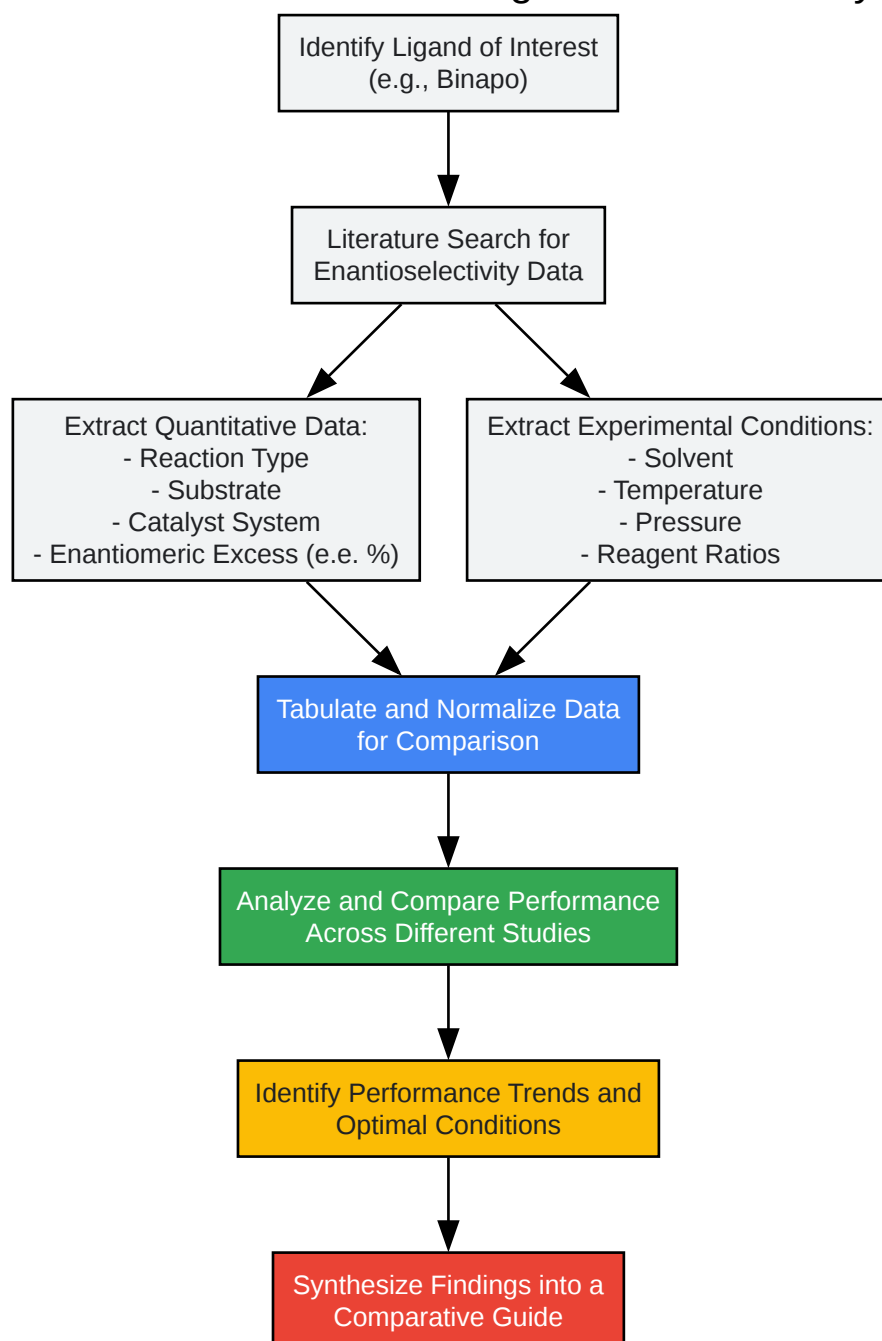 Identify Ligand of Interest
(e.g., Binapo)
Literature Search for
Enantioselectivity Data
Extract Quantitative Data:
- Reaction Type
- Substrate
- Catalyst System
- Enantiomeric Excess (e.e. %)
Extract Experimental Conditions:
- Solvent
- Temperature
- Pressure
- Reagent Ratios
Tabulate and Normalize Data
for Comparison
Analyze and Compare Performance
Across Different Studies
Identify Performance Trends and
Optimal Conditions
Synthesize Findings into a
Comparative Guide